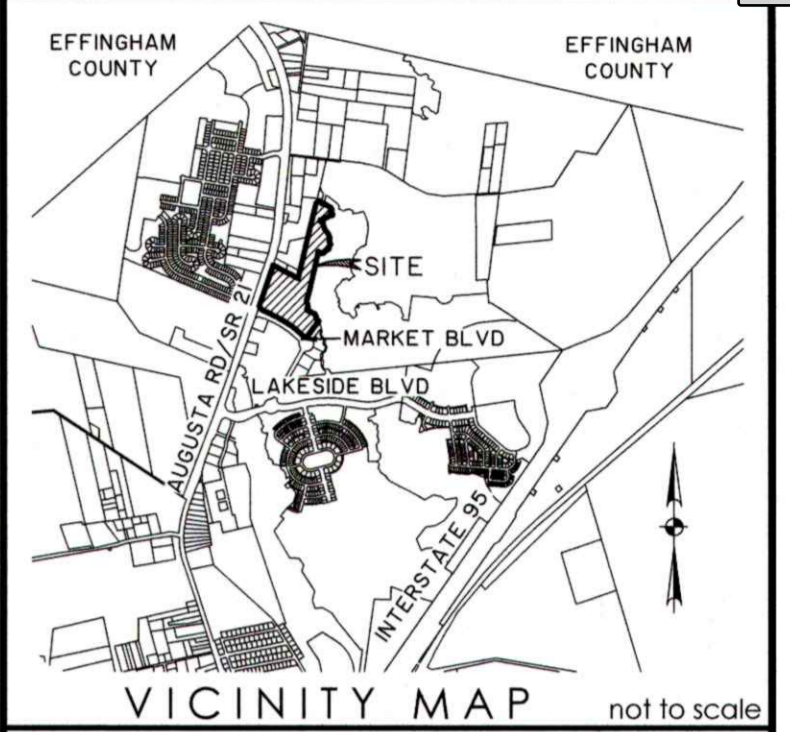 EFFINGHAM
COUNTY
EFFINGHAM
COUNTY
SITE
MARKET BLVD
LAKESIDE BLVD
AUGUSTA RD/SR 21
INTERSTATE 95
VICINITY MAP
not to scale